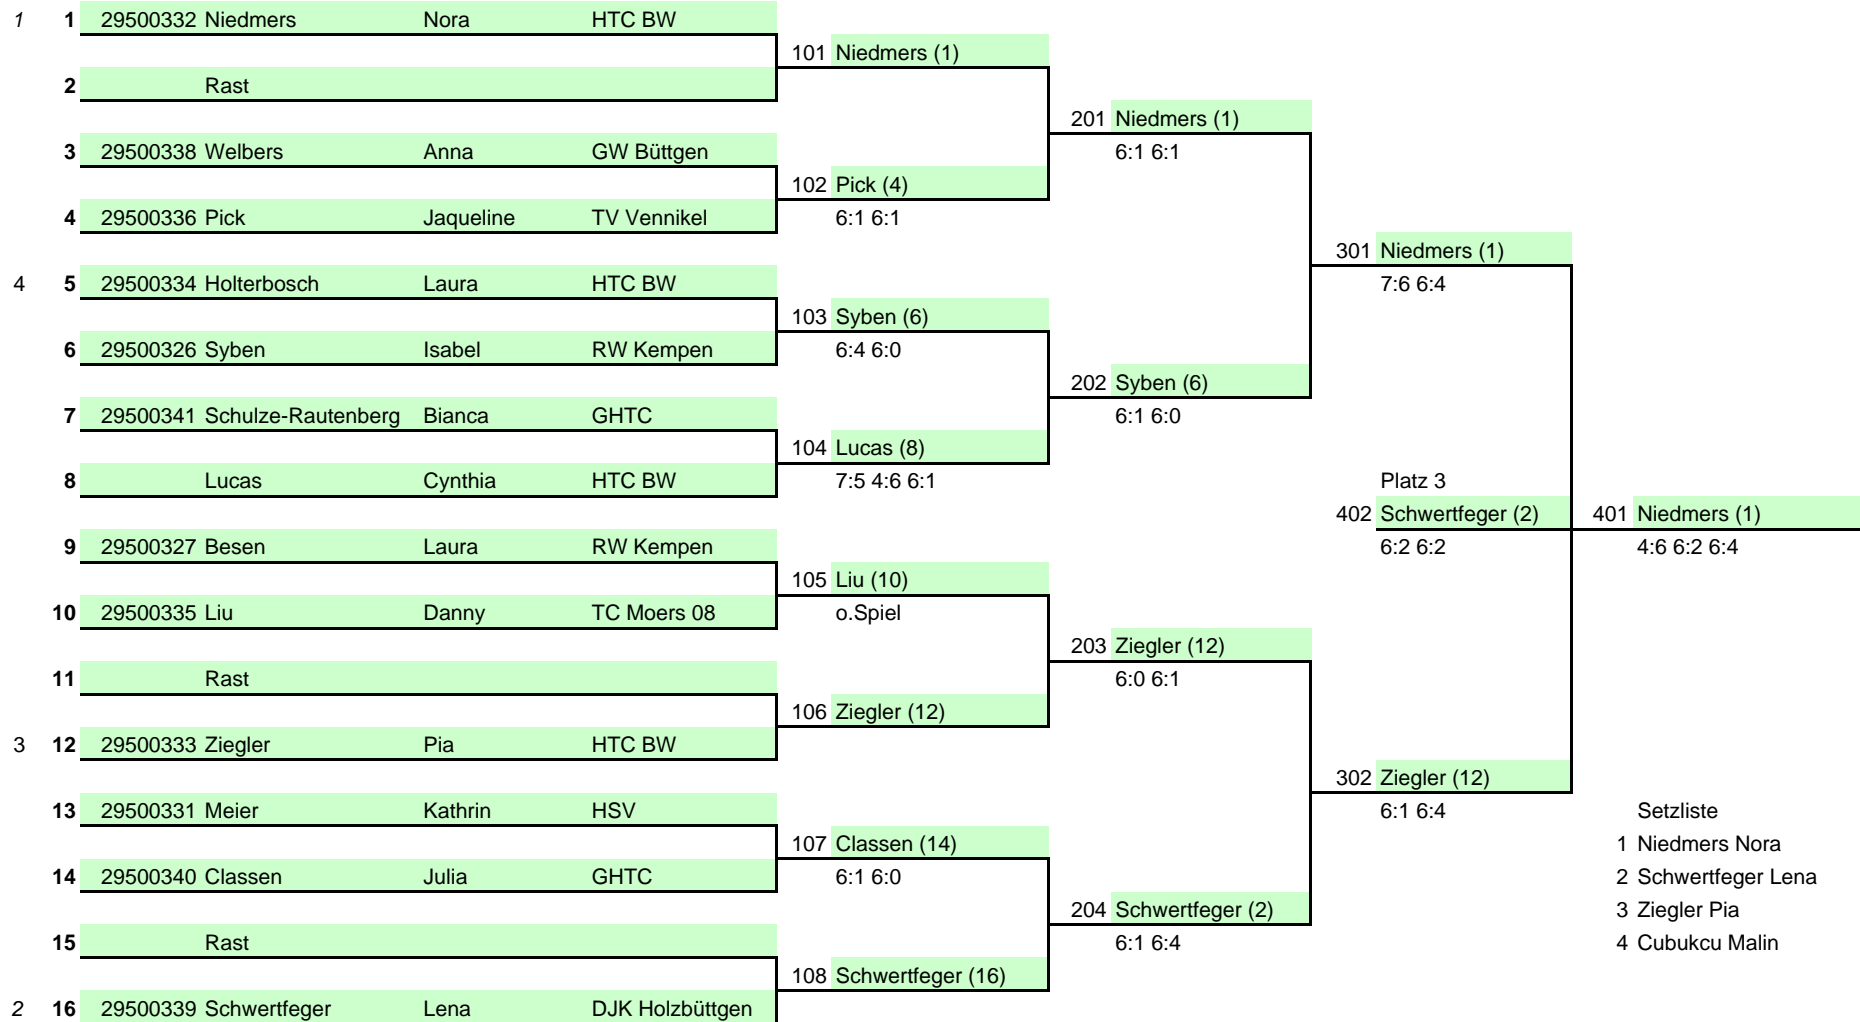 1 1 29500332 Niedmers Nora HTC BW
101 Niedmers (1)
2 Rast
201 Niedmers (1)
3 29500338 Welbers Anna GW Büttgen 6:1 6:1
102 Pick (4)
4 29500336 Pick Jaqueline TV Vennikel 6:1 6:1
301 Niedmers (1)
4 5 29500334 Holterbosch Laura HTC BW 7:6 6:4
103 Syben (6)
6 29500326 Syben Isabel RW Kempen 6:4 6:0
202 Syben (6)
7 29500341 Schulze-Rautenberg Bianca GHTC 6:1 6:0
104 Lucas (8)
8 Lucas Cynthia HTC BW 7:5 4:6 6:1 Platz 3
402 Schwertfeger (2) 401 Niedmers (1)
9 29500327 Besen Laura RW Kempen 6:2 6:2 4:6 6:2 6:4
105 Liu (10)
10 29500335 Liu Danny TC Moers 08 o.Spiel
203 Ziegler (12)
11 Rast 6:0 6:1
106 Ziegler (12)
3 12 29500333 Ziegler Pia HTC BW
302 Ziegler (12)
13 29500331 Meier Kathrin HSV 6:1 6:4 Setzliste
107 Classen (14) 1 Niedmers Nora
14 29500340 Classen Julia GHTC 6:1 6:0 2 Schwertfeger Lena
204 Schwertfeger (2) 3 Ziegler Pia
15 Rast 6:1 6:4 4 Cubukcu Malin
108 Schwertfeger (16)
2 16 29500339 Schwertfeger Lena DJK Holzbüttgen